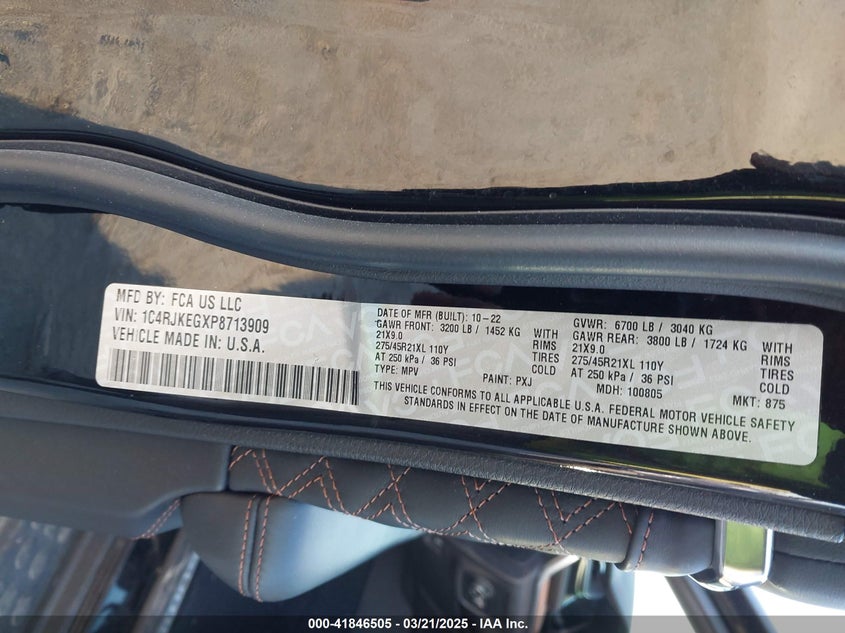 MFD BY: FCA US LLC
VIN: 1C4RJKEGXP8713909
VEHICLE MADE IN: U.S.A.
DATE OF MFR (BUILT): 10-22
GAWR FRONT: 3200 LB / 1452 KG WITH
21X9.0 RIMS
275/45R21XL 110Y TIRES
AT 250 kPa / 36 PSI COLD
TYPE: MPV PAINT: PXJ
GVWR: 6700 LB / 3040 KG
GAWR REAR: 3800 LB / 1724 KG WITH
21X9.0 RIMS
275/45R21XL 110Y TIRES
AT 250 kPa / 36 PSI COLD
MDH: 100805 MKT: 875
THIS VEHICLE CONFORMS TO ALL APPLICABLE U.S.A. FEDERAL MOTOR VEHICLE SAFETY
STANDARDS IN EFFECT ON THE DATE OF MANUFACTURE SHOWN ABOVE.
000-41846505 - 03/21/2025 - IAA Inc.